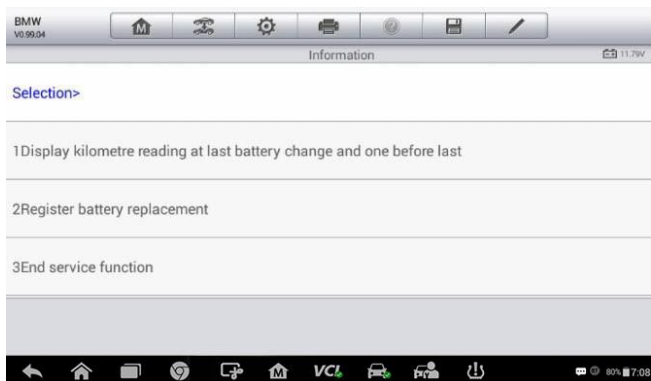 BMW
V0.99.04
M
Information
11.79V
Selection>
1Display kilometre reading at last battery change and one before last
2Register battery replacement
3End service function
M
VCI
80% 7:08